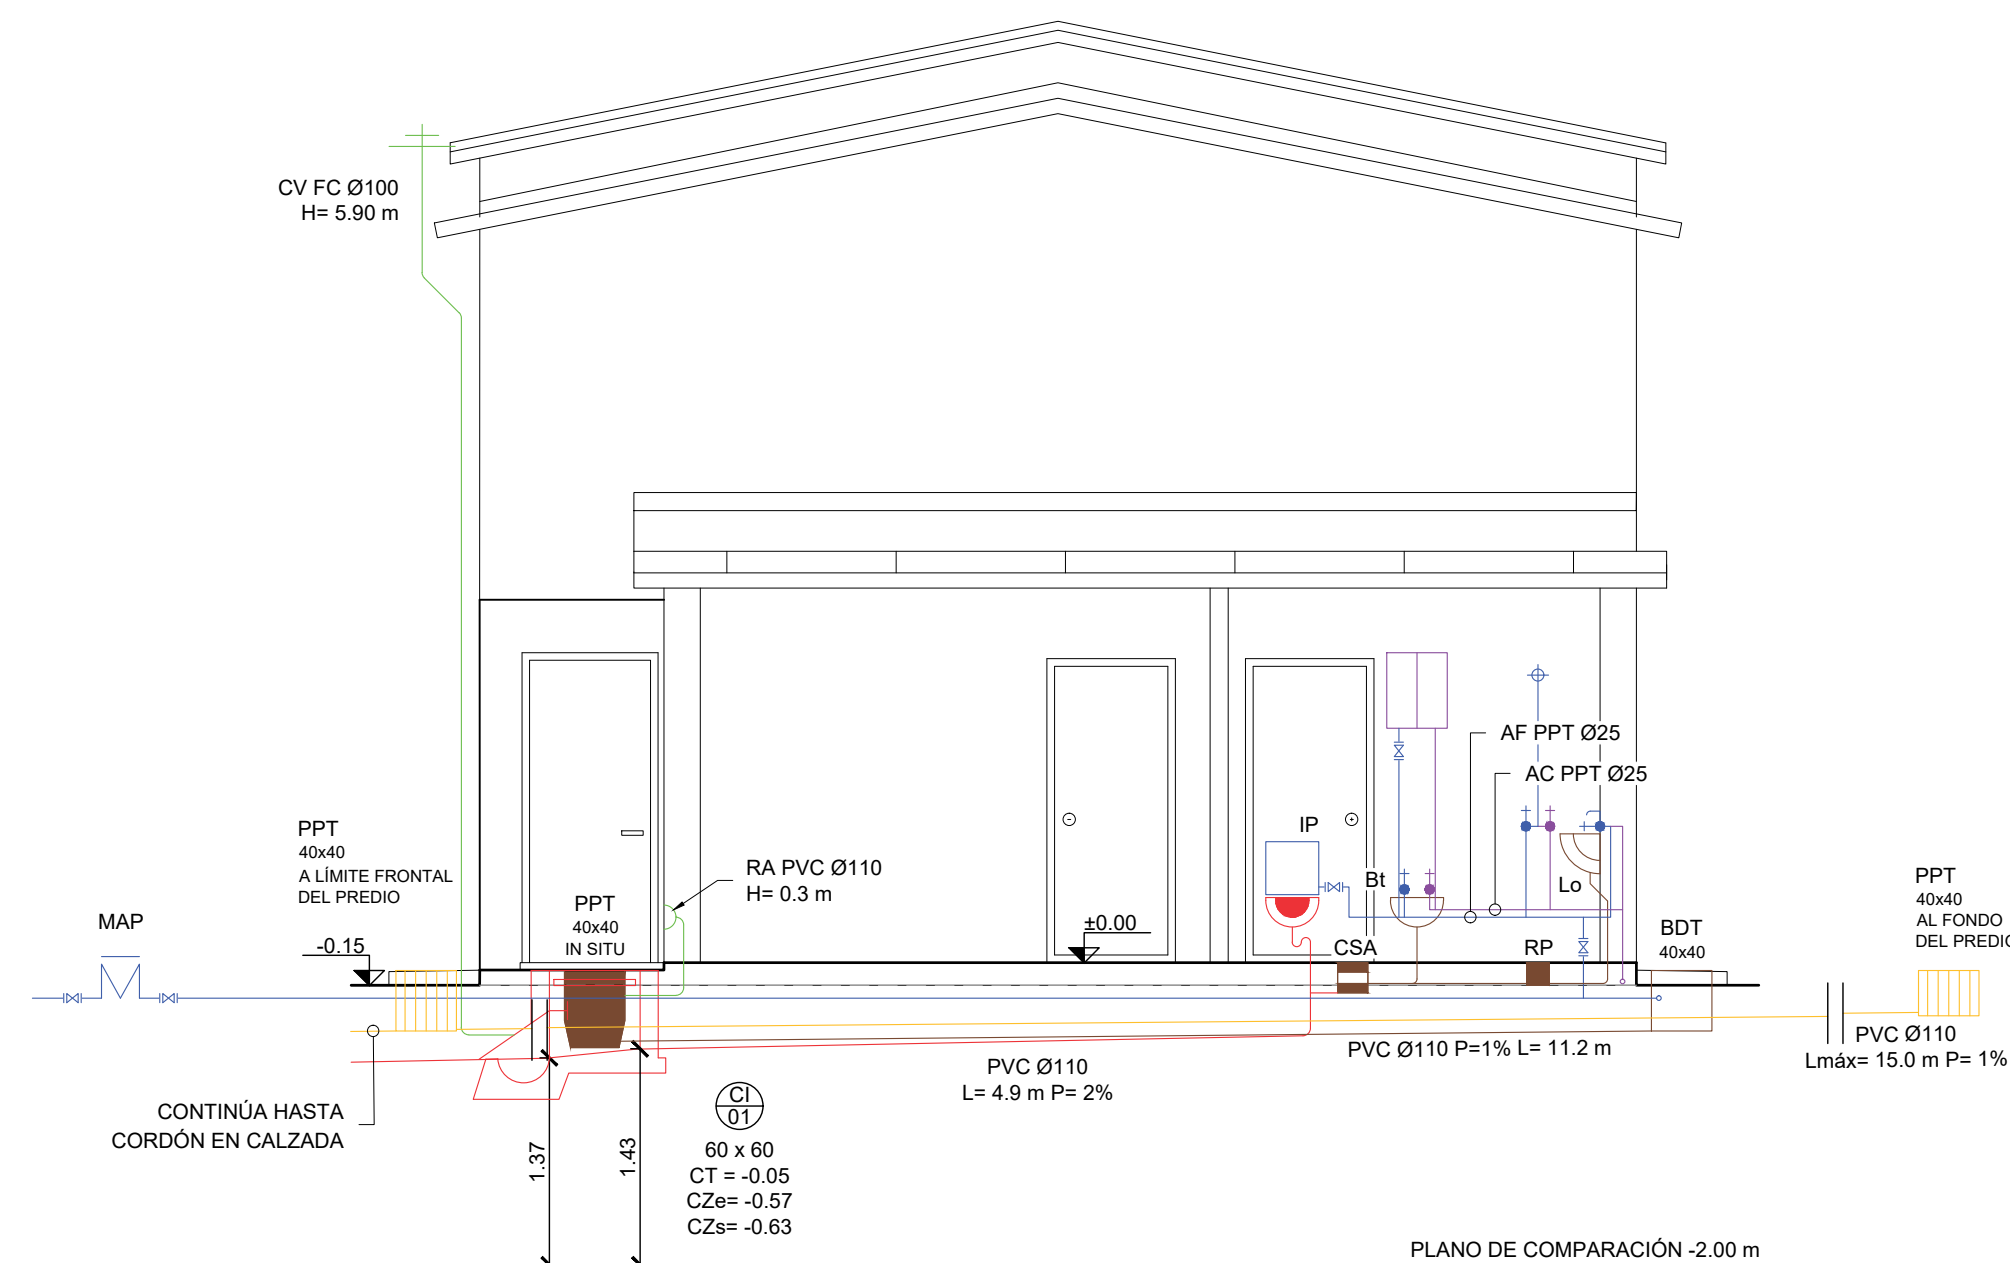 CV FC Ø100
H= 5.90 m
AF PPT Ø25
AC PPT Ø25
PPT
40x40
A LÍMITE FRONTAL
DEL PREDIO
MAP
-0.15
PPT
40x40
IN SITU
RA PVC Ø110
H= 0.3 m
±0.00
IP
Bt
Lo
CSA
RP
BDT
40x40
PPT
40x40
AL FONDO
DEL PREDIO
CONTINÚA HASTA
CORDÓN EN CALZADA
PVC Ø110
L= 4.9 m P= 2%
PVC Ø110 P=1% L= 11.2 m
PVC Ø110
Lmáx= 15.0 m P= 1%
1.37
1.43
CI
01
60 x 60
CT = -0.05
CZe= -0.57
CZs= -0.63
PLANO DE COMPARACIÓN -2.00 m